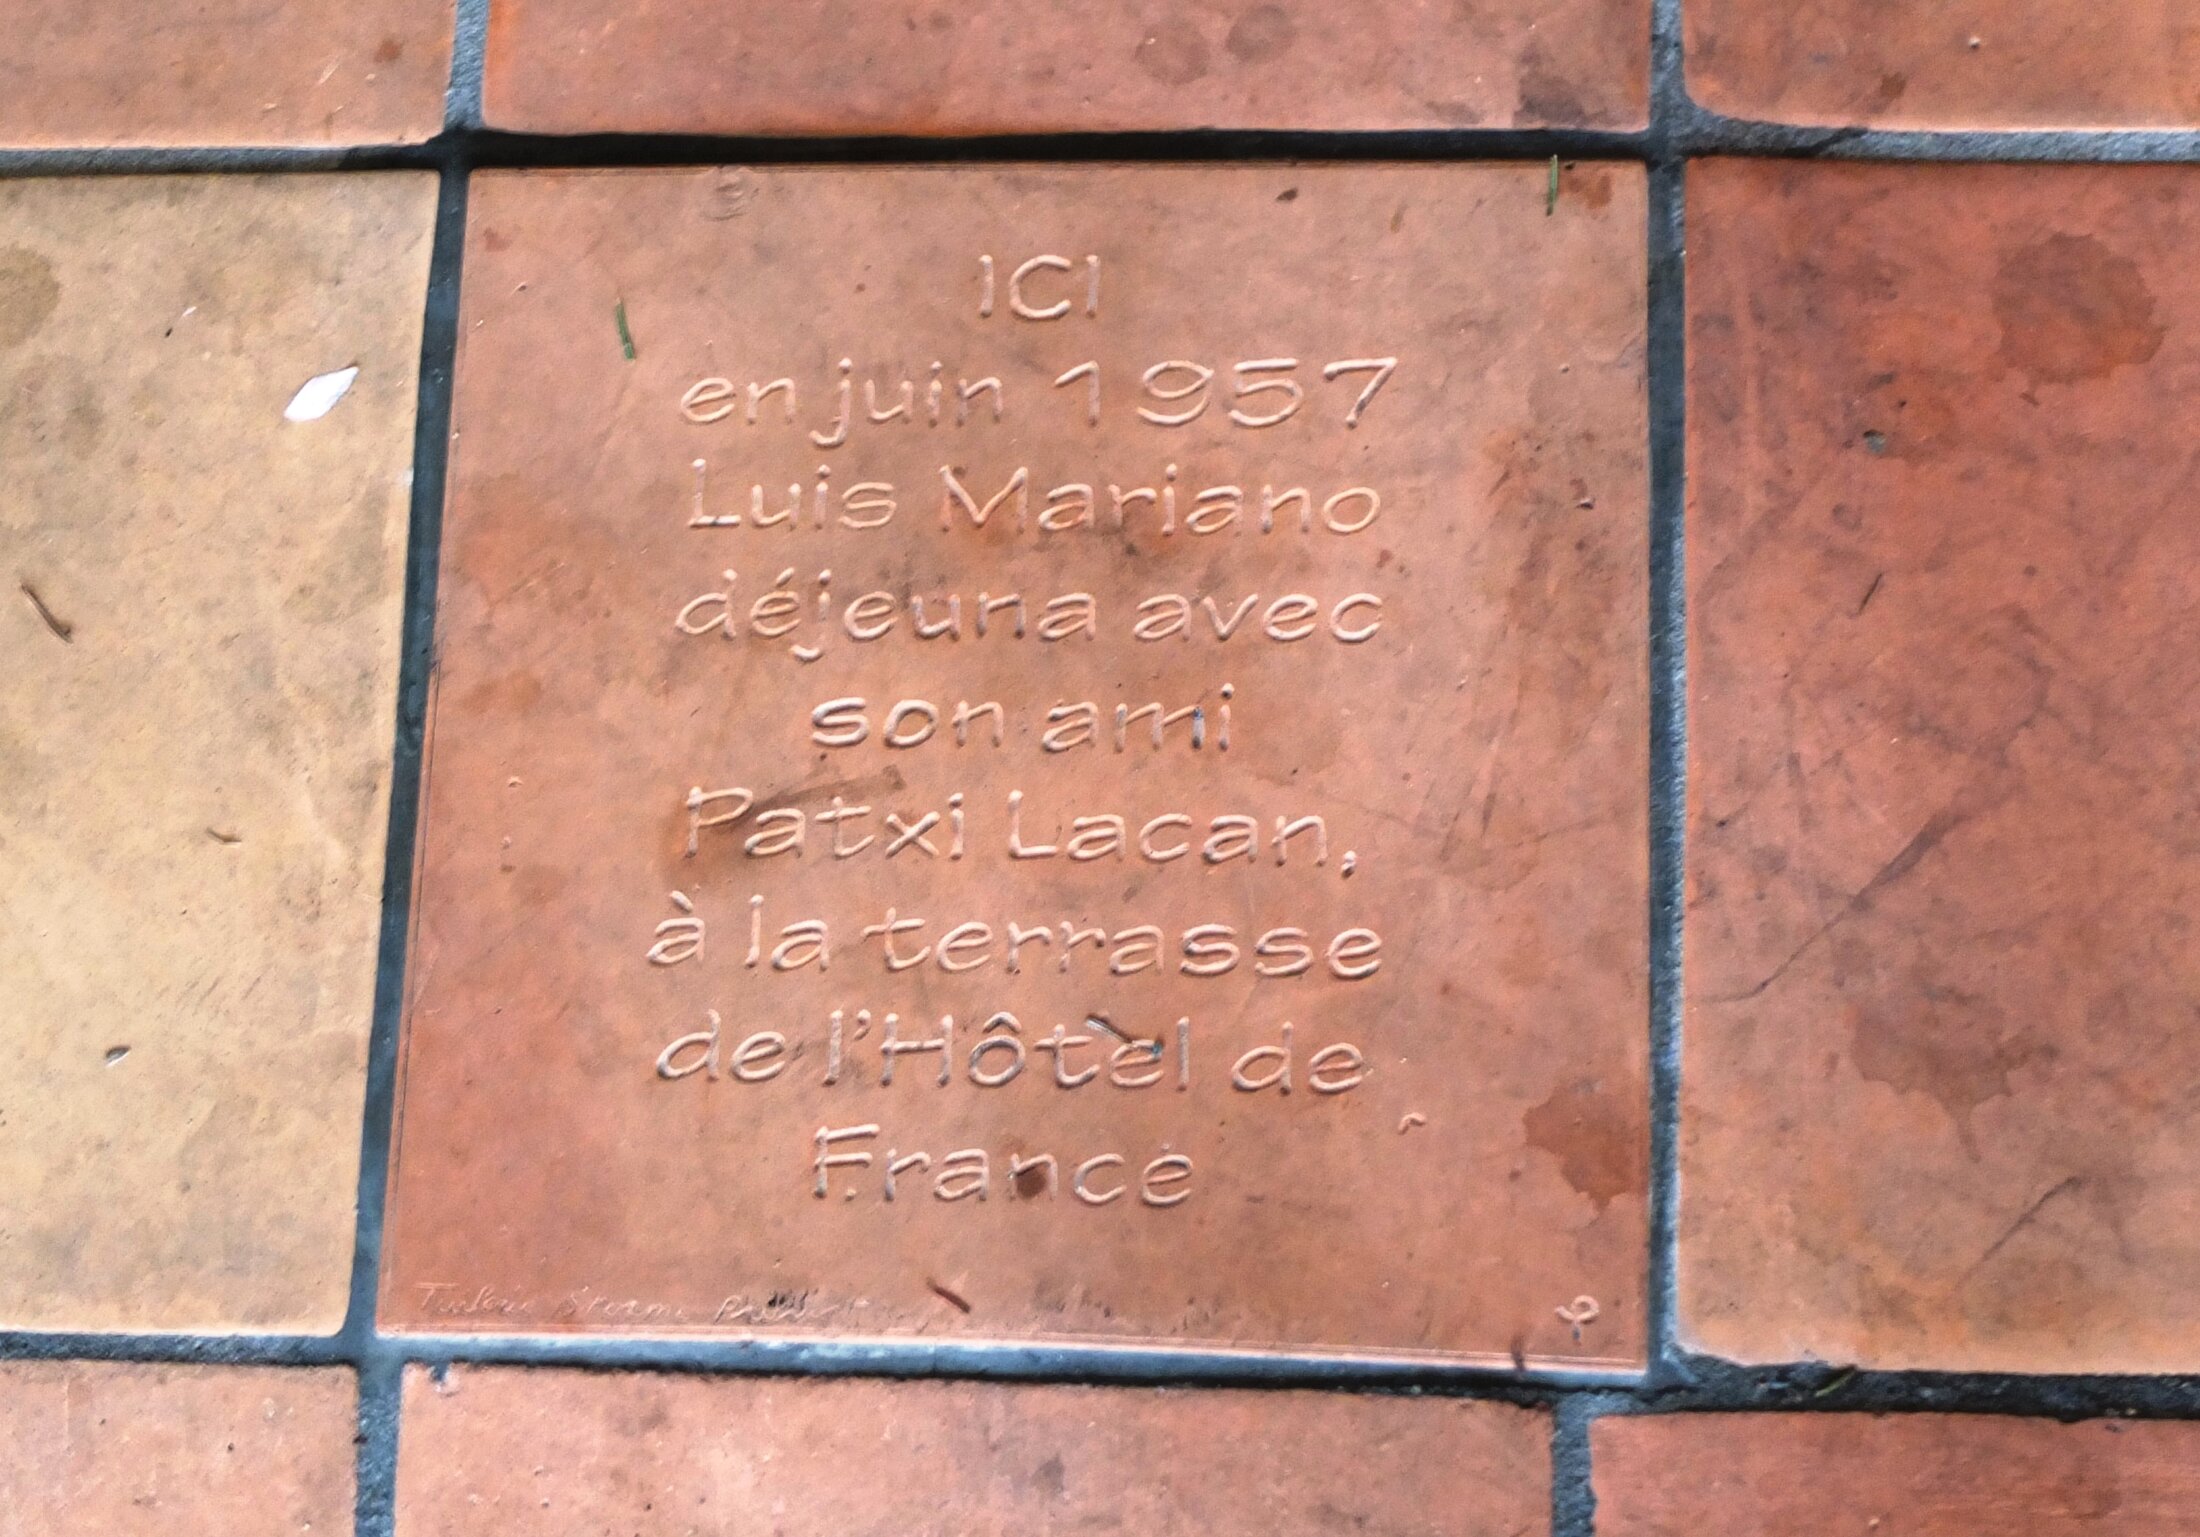 ICI
en juin 1957
Luis Mariano
déjeuna avec
son ami
Patxi Lacan,
à la terrasse
de l'Hôtel de
France